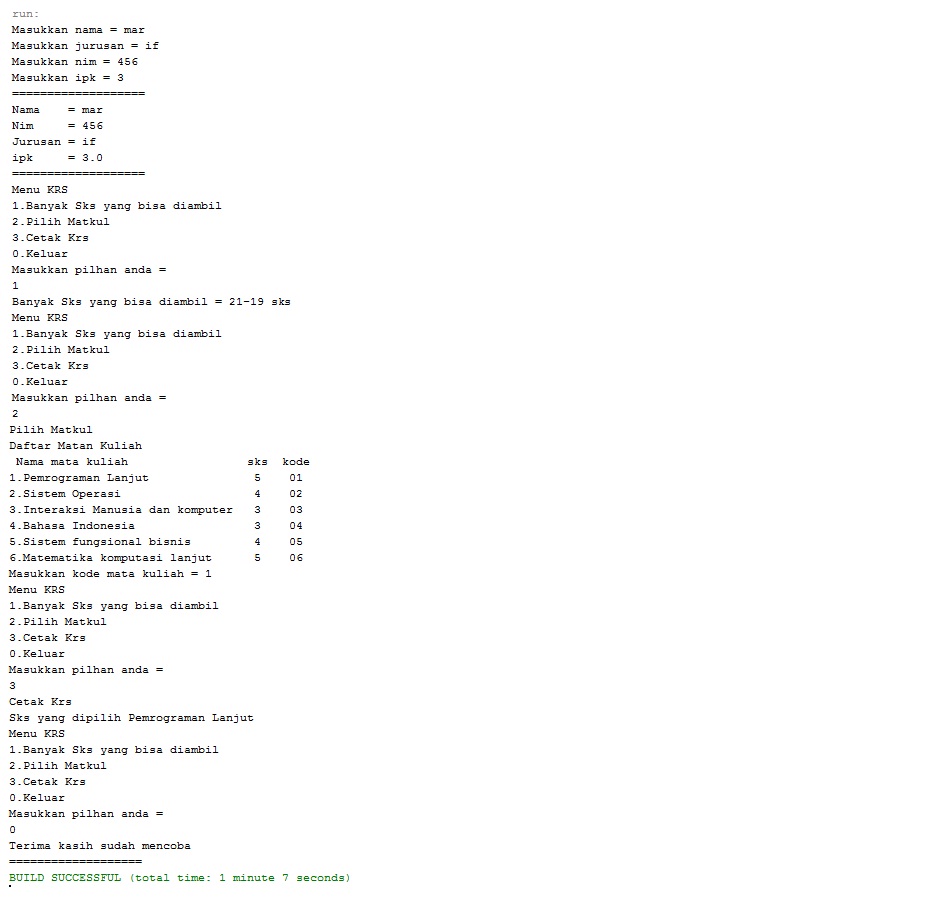 run:
Masukkan nama = mar
Masukkan jurusan = if
Masukkan nim = 456
Masukkan ipk = 3
===================
Nama    = mar
Nim     = 456
Jurusan = if
ipk     = 3.0
===================
Menu KRS
1.Banyak Sks yang bisa diambil
2.Pilih Matkul
3.Cetak Krs
0.Keluar
Masukkan pilhan anda =
1
Banyak Sks yang bisa diambil = 21-19 sks
Menu KRS
1.Banyak Sks yang bisa diambil
2.Pilih Matkul
3.Cetak Krs
0.Keluar
Masukkan pilhan anda =
2
Pilih Matkul
Daftar Matan Kuliah
 Nama mata kuliah                 sks  kode
1.Pemrograman Lanjut               5    01
2.Sistem Operasi                   4    02
3.Interaksi Manusia dan komputer   3    03
4.Bahasa Indonesia                 3    04
5.Sistem fungsional bisnis         4    05
6.Matematika komputasi lanjut      5    06
Masukkan kode mata kuliah = 1
Menu KRS
1.Banyak Sks yang bisa diambil
2.Pilih Matkul
3.Cetak Krs
0.Keluar
Masukkan pilhan anda =
3
Cetak Krs
Sks yang dipilih Pemrograman Lanjut
Menu KRS
1.Banyak Sks yang bisa diambil
2.Pilih Matkul
3.Cetak Krs
0.Keluar
Masukkan pilhan anda =
0
Terima kasih sudah mencoba
===================
BUILD SUCCESSFUL (total time: 1 minute 7 seconds)